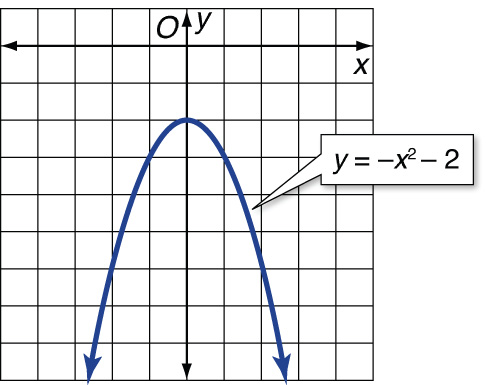 O y
x
y = –x² – 2